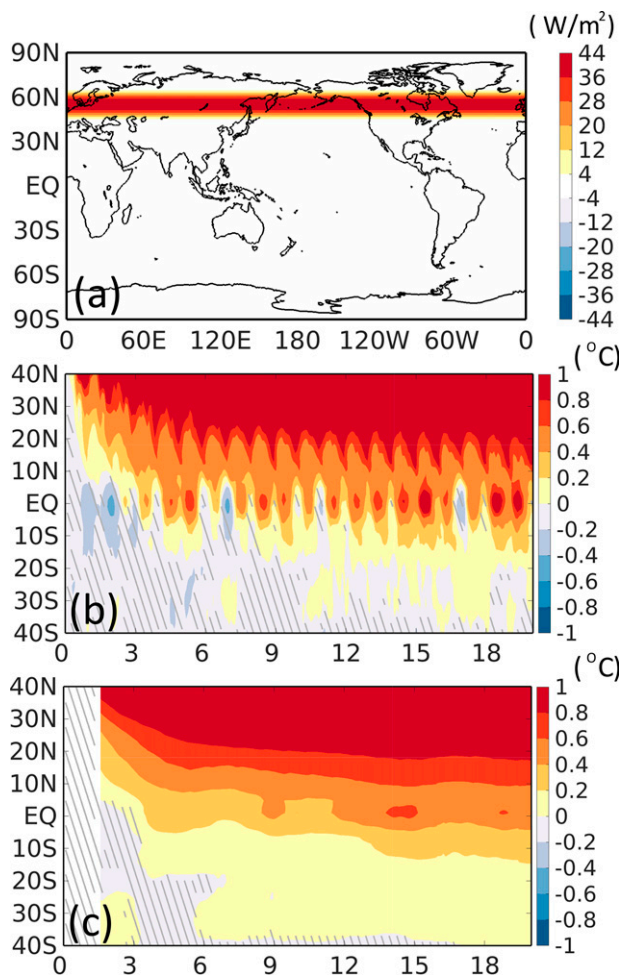 ( W/m²)
90N
60N
30N
EQ
30S
60S
90S
(a)
0 60E 120E 180 120W 60W 0
44
36
28
20
12
4
-4
-12
-20
-28
-36
-44
(°C)
40N
30N
20N
10N
EQ
10S
20S
30S
40S
(b)
0 3 6 9 12 15 18
1
0.8
0.6
0.4
0.2
0
-0.2
-0.4
-0.6
-0.8
-1
(°C)
40N
30N
20N
10N
EQ
10S
20S
30S
40S
(c)
0 3 6 9 12 15 18
1
0.8
0.6
0.4
0.2
0
-0.2
-0.4
-0.6
-0.8
-1